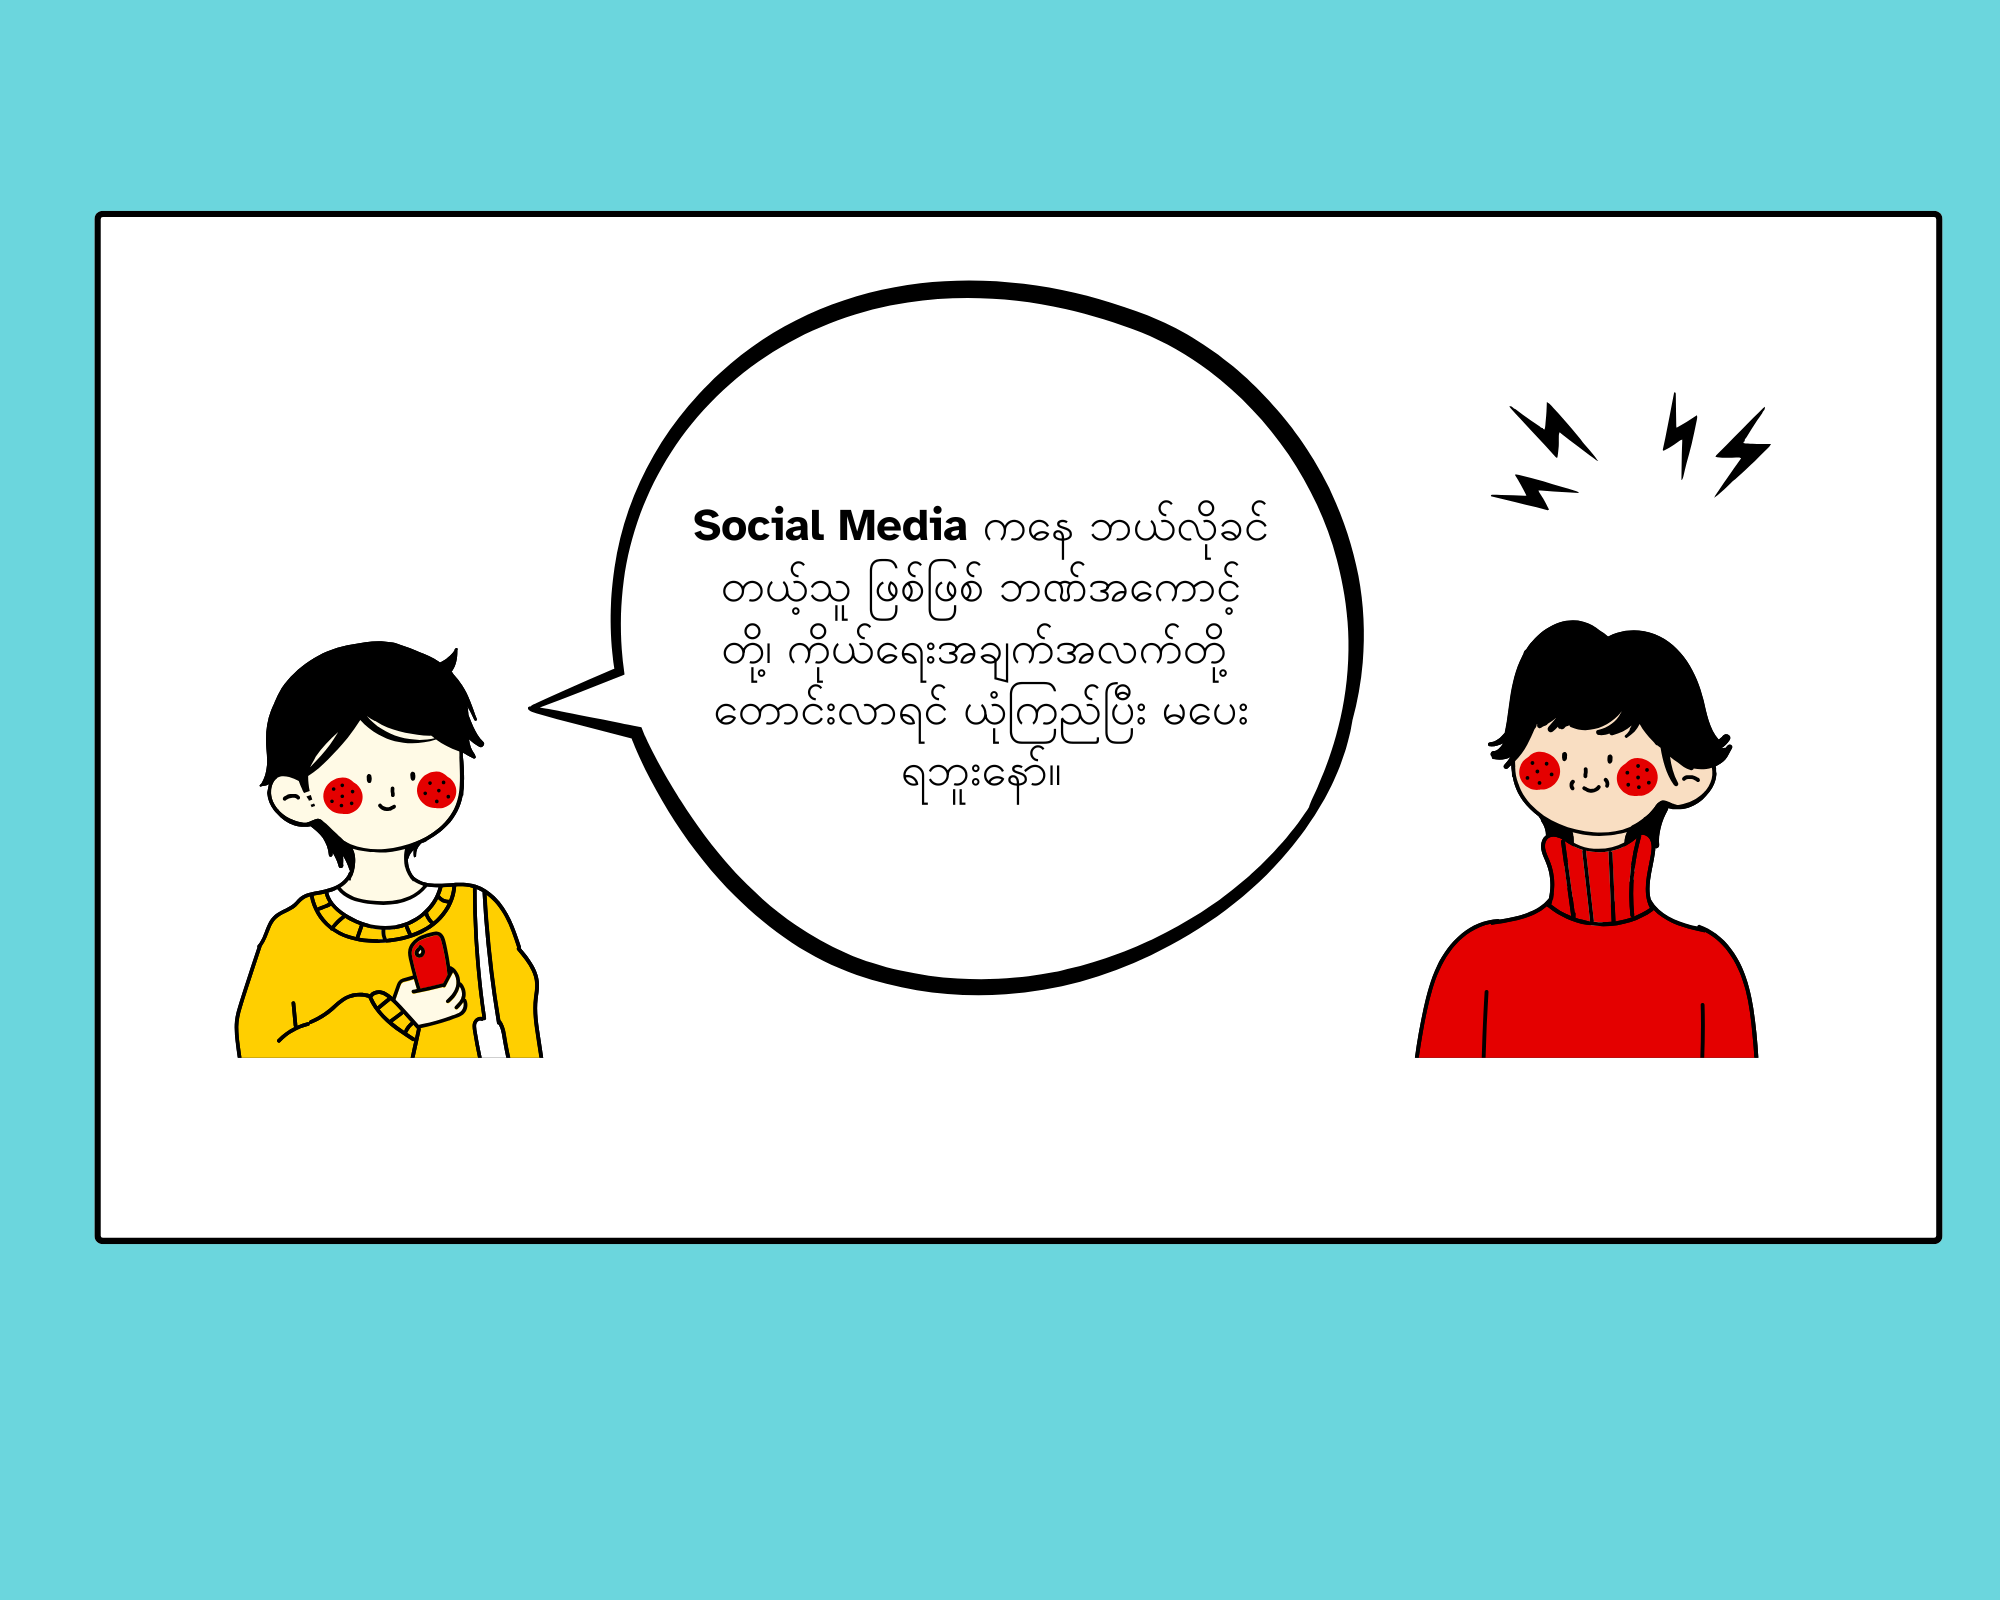 Social Media ကနေ ဘယ်လိုခင်
တယ့်သူ ဖြစ်ဖြစ် ဘဏ်အကောင့်
တို့၊ ကိုယ်ရေးအချက်အလက်တို့
တောင်းလာရင် ယုံကြည်ပြီး မပေး
ရဘူးနော်။